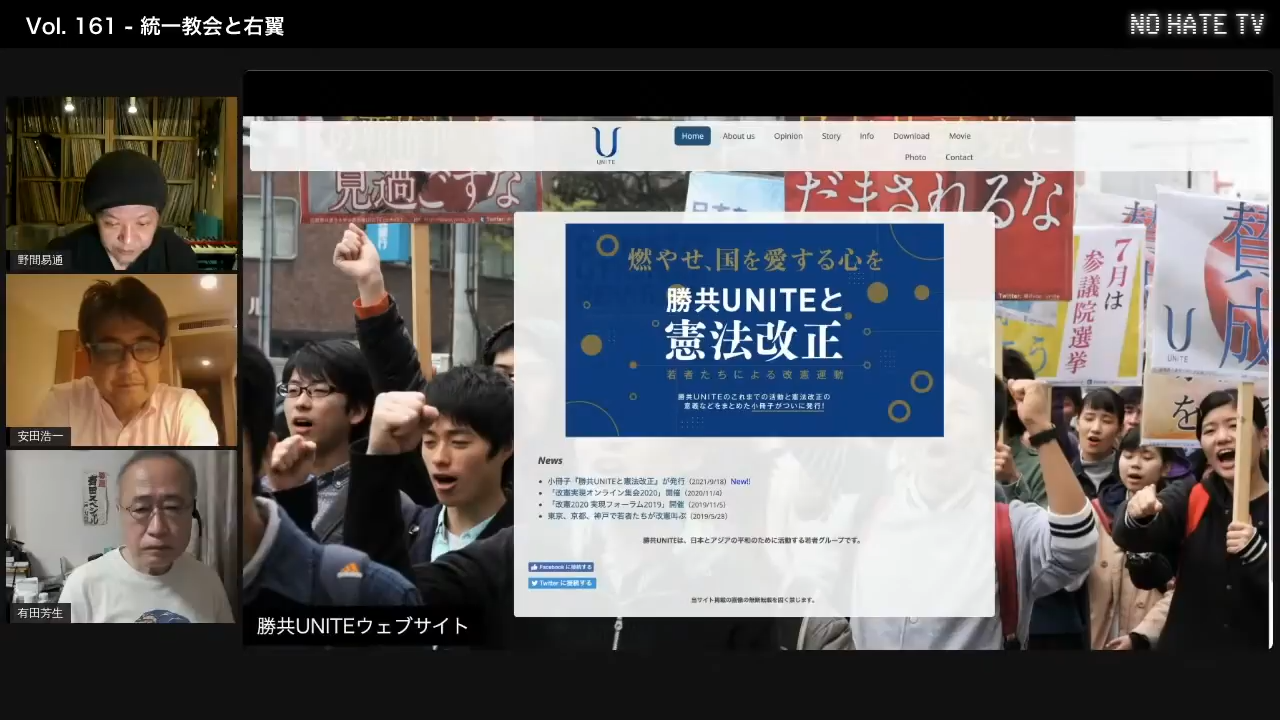 Vol. 161 - 統一教会と右翼
NO HATE TV
野間易通
安田浩一
有田芳生
U
UNITE
Home
About us
Opinion
Story
Info
Download
Movie
Photo
Contact
見過ごすな
だまされるな
7月は
参議院選挙
賛成
U
UNITE
を
燃やせ、国を愛する心を
勝共UNITEと
憲法改正
若者たちによる改憲運動
勝共UNITEのこれまでの活動と憲法改正の
意義などをまとめた小冊子がついに発行!
News
小冊子『勝共UNITEと憲法改正』が発行 (2021/9/18) New!!
「改憲実現オンライン集会2020」開催 (2020/11/4)
「改憲2020 実現フォーラム2019」開催 (2019/11/5)
東京、京都、神戸で若者たちが改憲叫ぶ (2019/5/28)
勝共UNITEは、日本とアジアの平和のために活動する若者グループです。
Facebook に接続する
Twitter に接続する
当サイト掲載の画像の無断転載を固く禁じます。
勝共UNITEウェブサイト